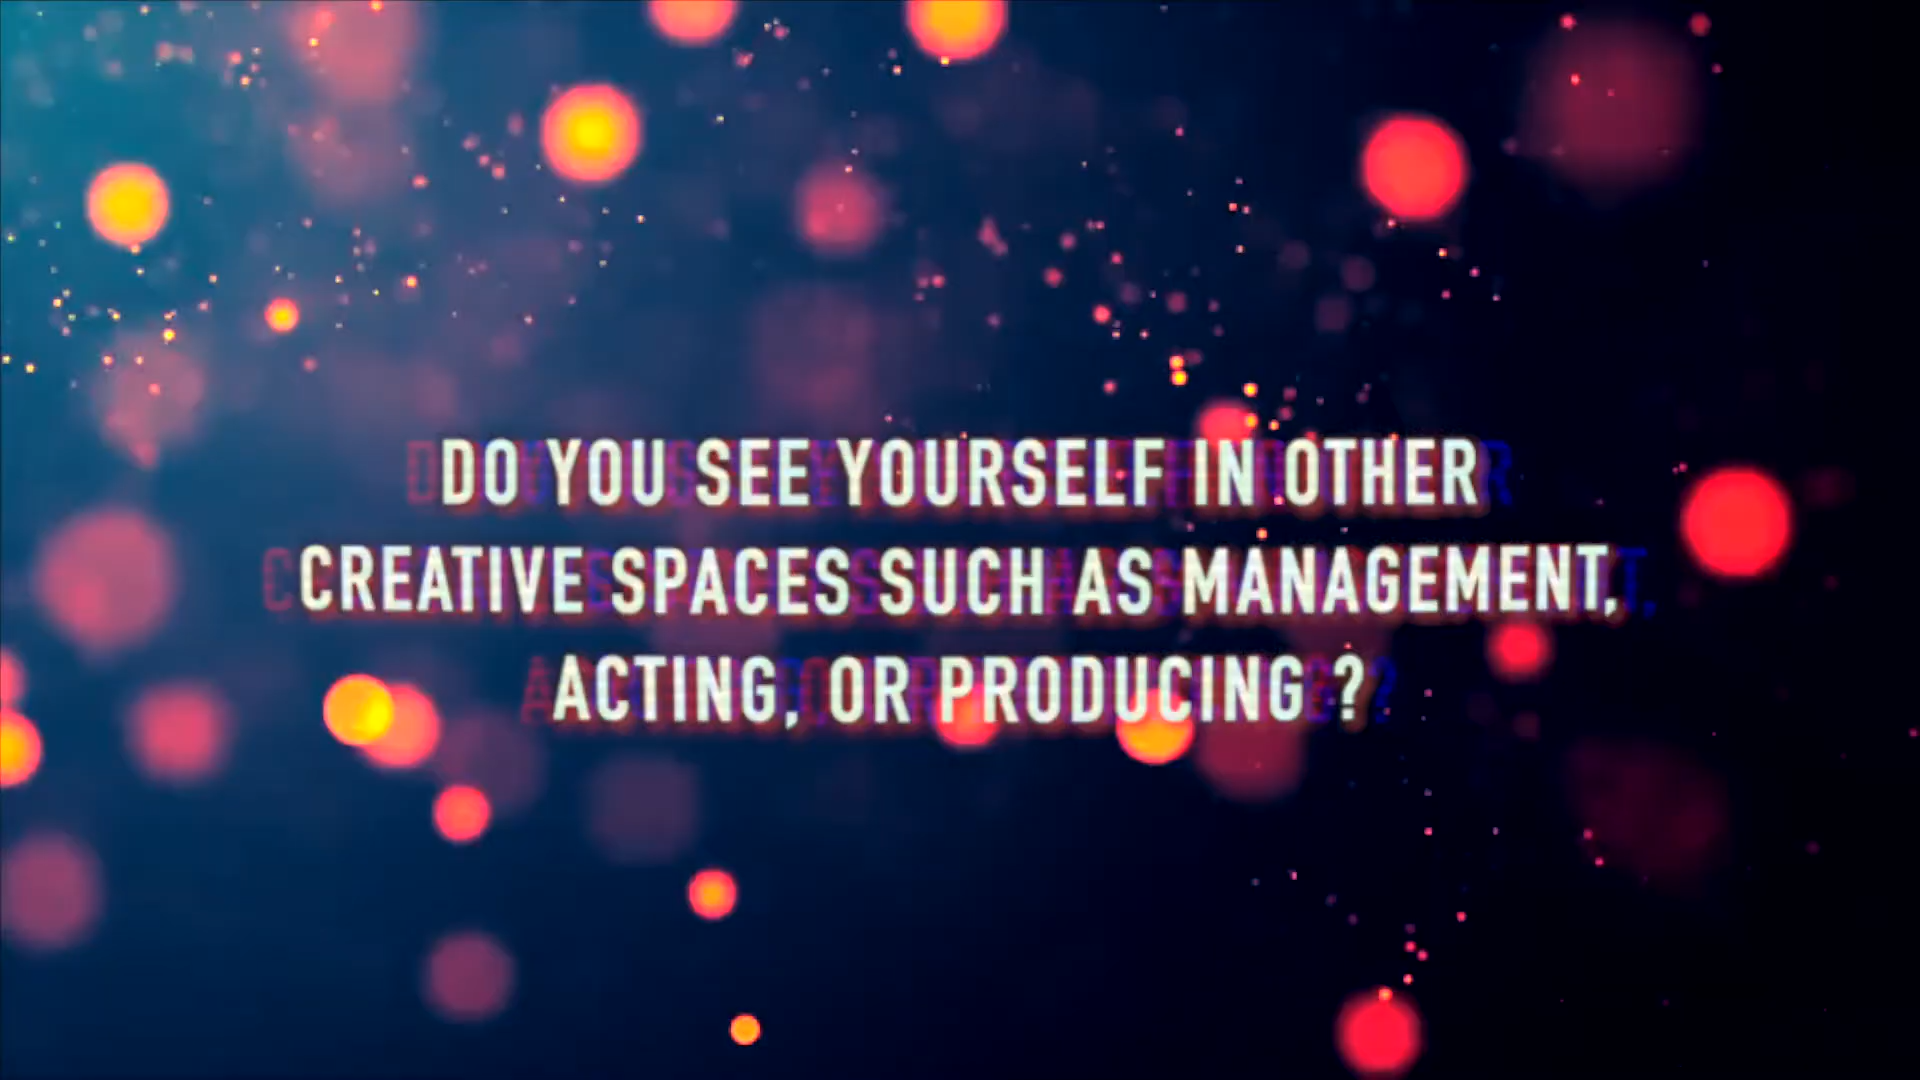 DO YOU SEE YOURSELF IN OTHER
CREATIVE SPACES SUCH AS MANAGEMENT,
ACTING, OR PRODUCING ?